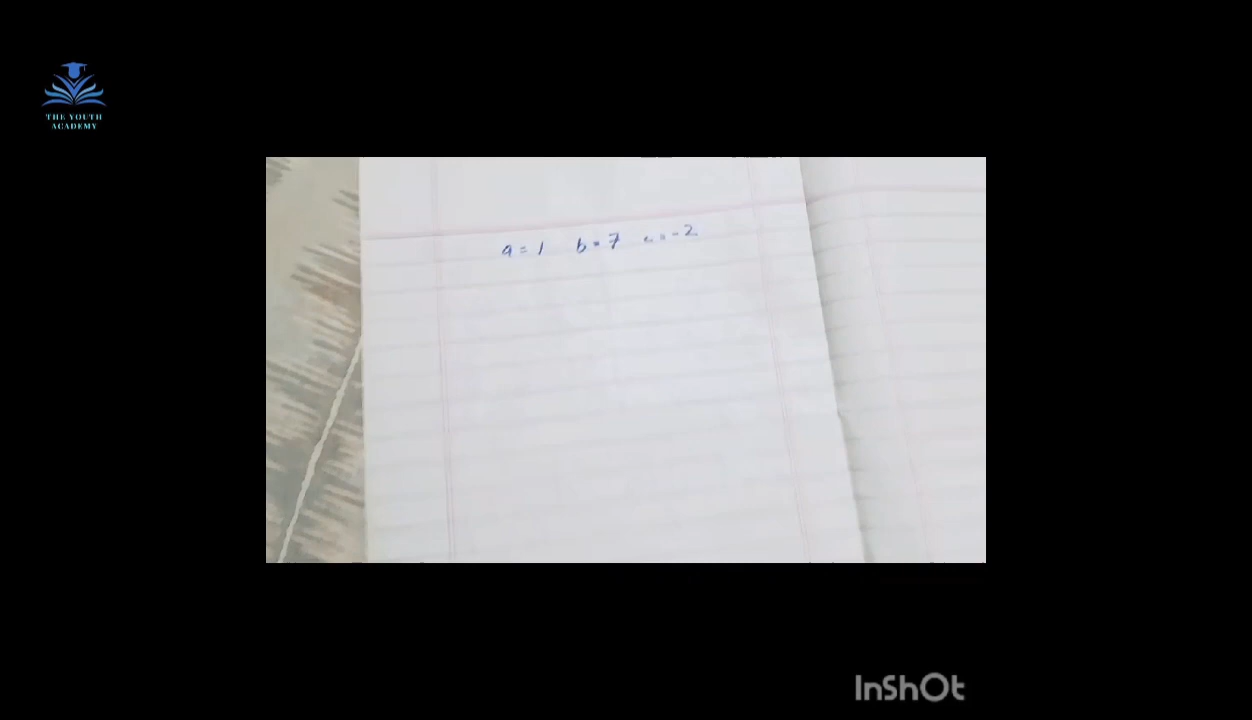 THE YOUTH
ACADEMY
a = 1 b = 7 c = -2
InShOt